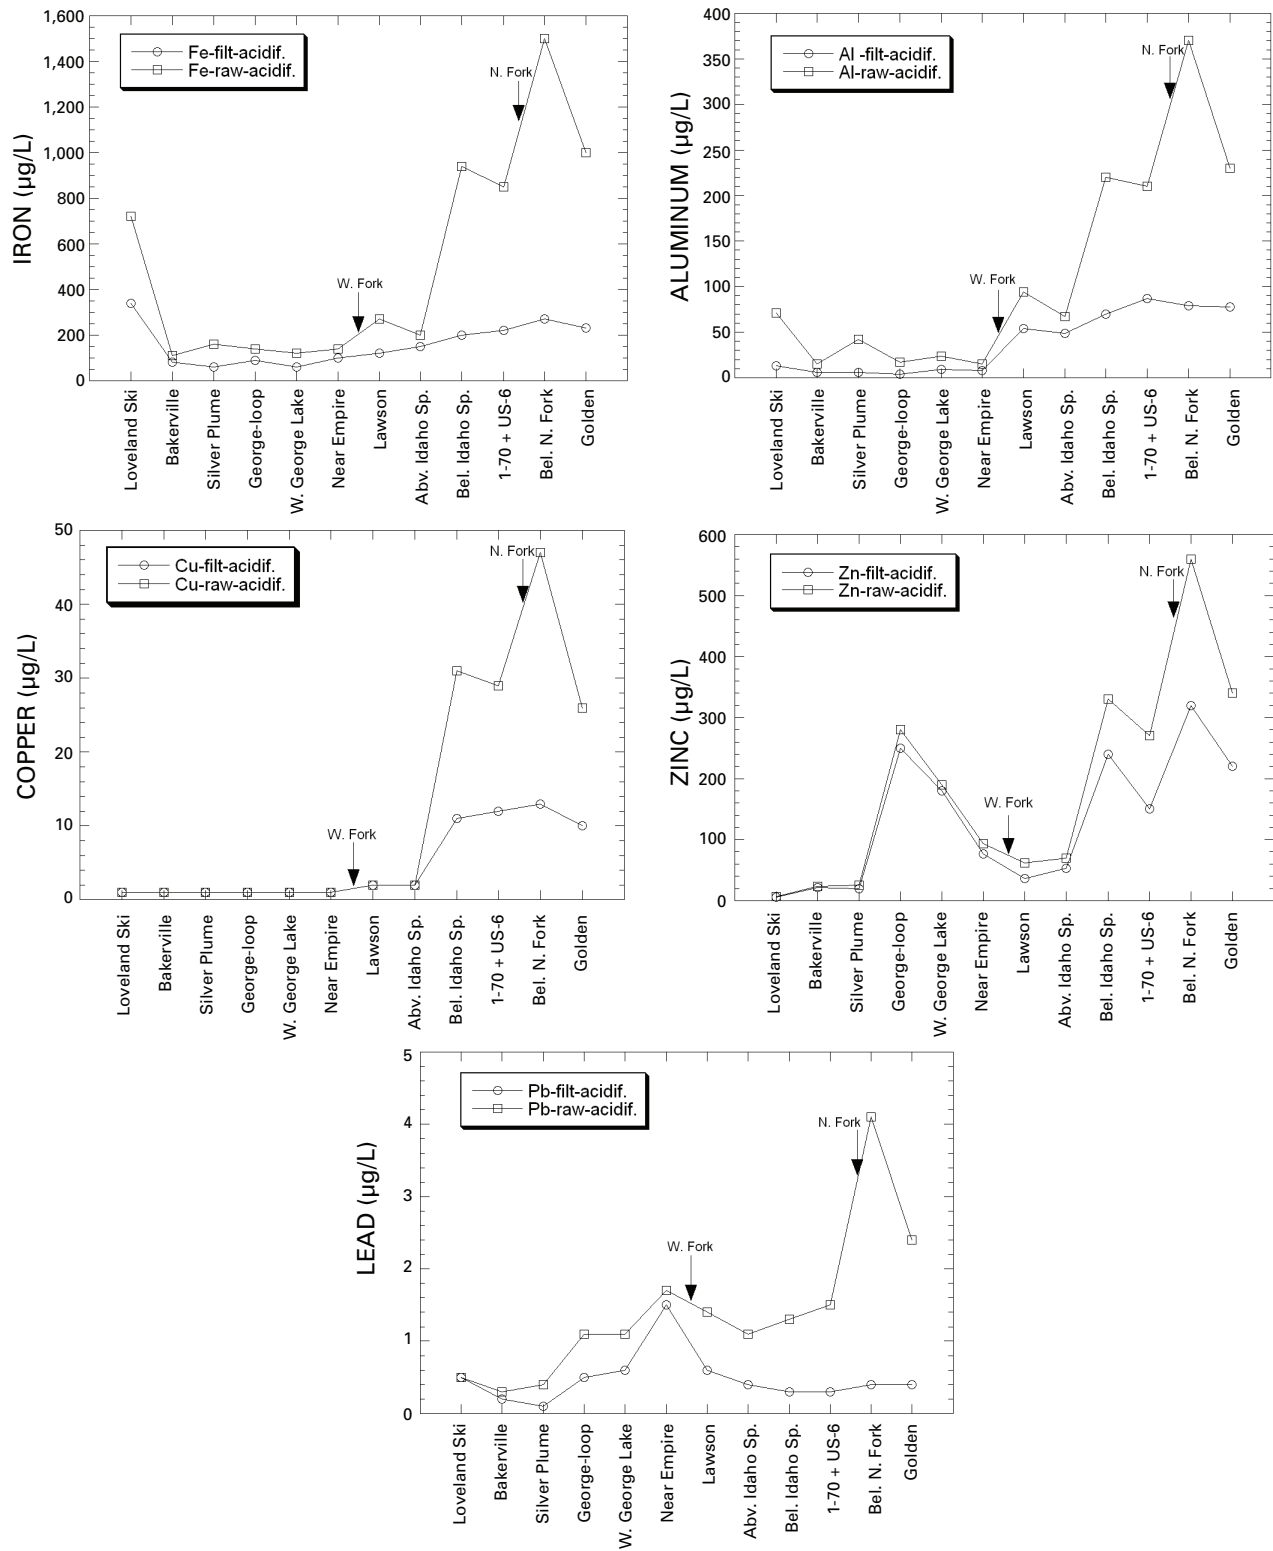 IRON (µg/L)
1,600
1,400
1,200
1,000
800
600
400
200
0
Fe-filt-acidif.
Fe-raw-acidif.
N. Fork
W. Fork
Loveland Ski
Bakerville
Silver Plume
George-loop
W. George Lake
Near Empire
Lawson
Abv. Idaho Sp.
Bel. Idaho Sp.
1-70 + US-6
Bel. N. Fork
Golden
ALUMINUM (µg/L)
400
350
300
250
200
150
100
50
0
Al -filt-acidif.
Al-raw-acidif.
N. Fork
W. Fork
Loveland Ski
Bakerville
Silver Plume
George-loop
W. George Lake
Near Empire
Lawson
Abv. Idaho Sp.
Bel. Idaho Sp.
1-70 + US-6
Bel. N. Fork
Golden
COPPER (µg/L)
50
40
30
20
10
0
Cu-filt-acidif.
Cu-raw-acidif.
N. Fork
W. Fork
Loveland Ski
Bakerville
Silver Plume
George-loop
W. George Lake
Near Empire
Lawson
Abv. Idaho Sp.
Bel. Idaho Sp.
1-70 + US-6
Bel. N. Fork
Golden
ZINC (µg/L)
600
500
400
300
200
100
0
Zn-filt-acidif.
Zn-raw-acidif.
N. Fork
W. Fork
Loveland Ski
Bakerville
Silver Plume
George-loop
W. George Lake
Near Empire
Lawson
Abv. Idaho Sp.
Bel. Idaho Sp.
1-70 + US-6
Bel. N. Fork
Golden
LEAD (µg/L)
5
4
3
2
1
0
Pb-filt-acidif.
Pb-raw-acidif.
N. Fork
W. Fork
Loveland Ski
Bakerville
Silver Plume
George-loop
W. George Lake
Near Empire
Lawson
Abv. Idaho Sp.
Bel. Idaho Sp.
1-70 + US-6
Bel. N. Fork
Golden